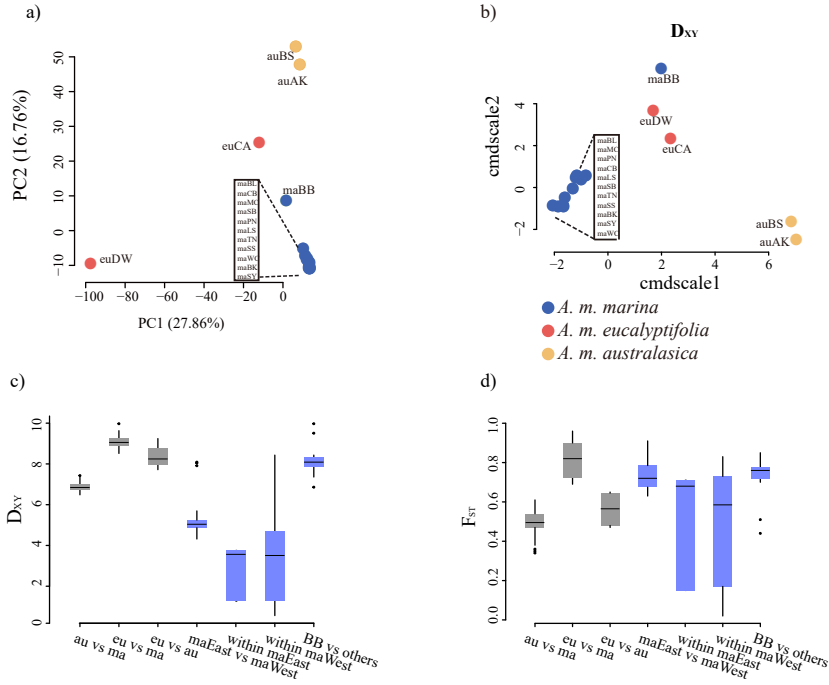 a)
PC2 (16.76%)
50
40
30
20
10
0
−10
auBS
auAK
euCA
maBB
euDW
maBL
maCB
maMG
maSB
maPN
maLS
maTN
maSS
maWC
maBK
maSY
−100
−80
−60
−40
−20
0
PC1 (27.86%)
b)
DXY
cmdscale2
4
2
0
−2
maBB
euDW
euCA
maBL
maMC
maPN
maCB
maLS
maSB
maTN
maSS
maBK
maSY
maWC
auBS
auAK
−2
0
2
4
6
cmdscale1
A. m. marina
A. m. eucalyptifolia
A. m. australasica
c)
DXY
10
8
6
4
2
0
au vs ma
eu vs ma
eu vs au
maEast vs maWest
within maEast
within maWest
BB vs others
d)
FST
1.0
0.8
0.6
0.4
0.2
0.0
au vs ma
eu vs ma
eu vs au
maEast vs maWest
within maEast
within maWest
BB vs others